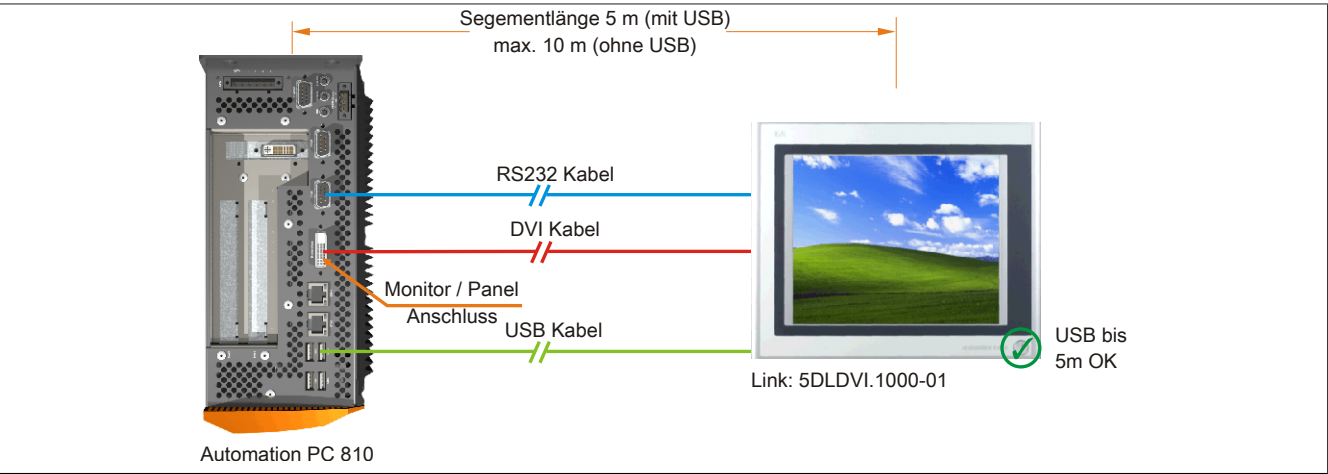 Segementlänge 5 m (mit USB)
max. 10 m (ohne USB)
RS232 Kabel
DVI Kabel
Monitor / Panel
Anschluss
USB Kabel
USB bis
5m OK
Link: 5DLDVI.1000-01
Automation PC 810